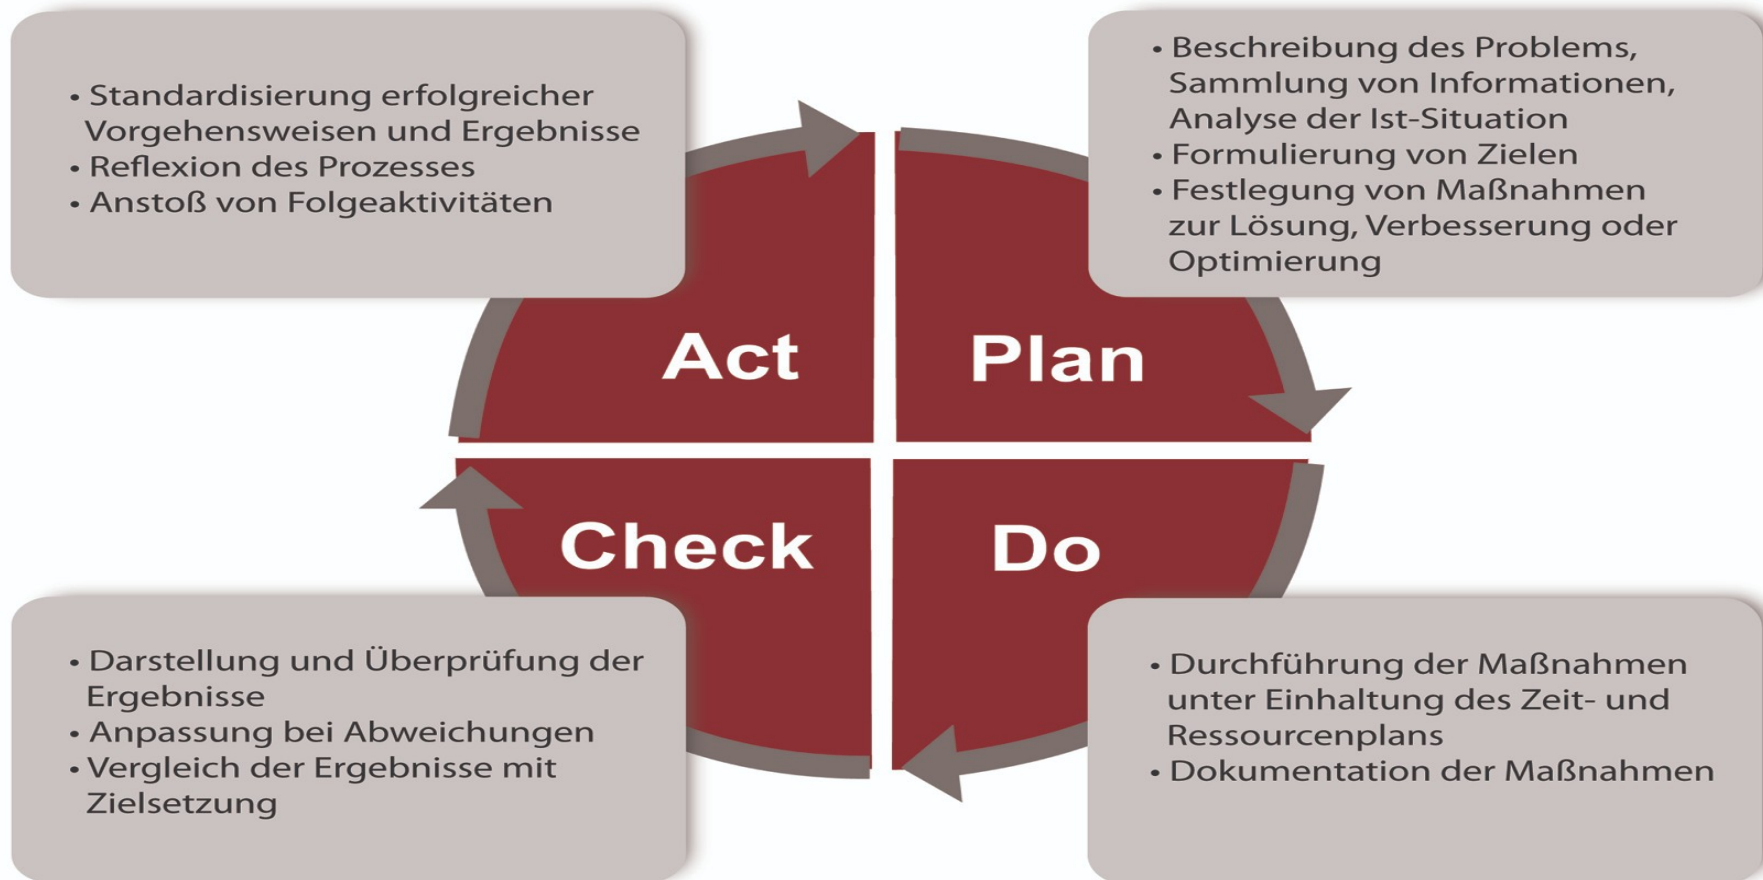 • Standardisierung erfolgreicher
Vorgehensweisen und Ergebnisse
• Reflexion des Prozesses
• Anstoß von Folgeaktivitäten
• Beschreibung des Problems,
Sammlung von Informationen,
Analyse der Ist-Situation
• Formulierung von Zielen
• Festlegung von Maßnahmen
zur Lösung, Verbesserung oder
Optimierung
Act
Plan
Check
Do
• Darstellung und Überprüfung der
Ergebnisse
• Anpassung bei Abweichungen
• Vergleich der Ergebnisse mit
Zielsetzung
• Durchführung der Maßnahmen
unter Einhaltung des Zeit- und
Ressourcenplans
• Dokumentation der Maßnahmen